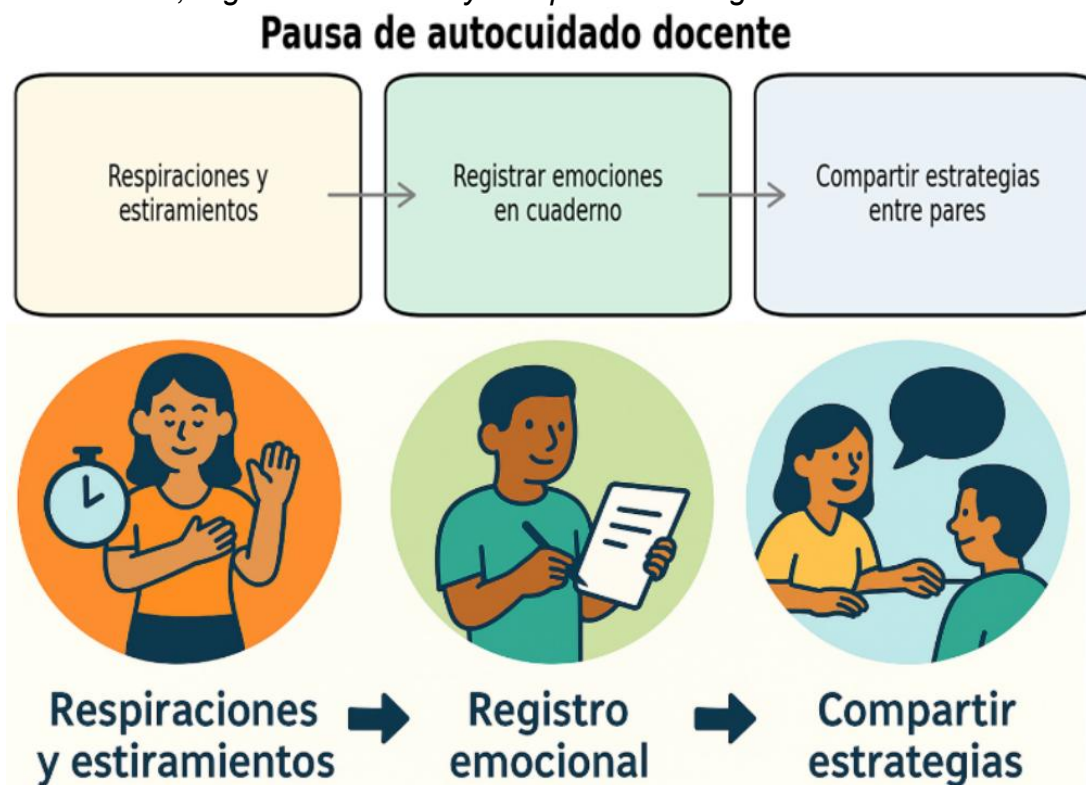 Pausa de autocuidado docente
Respiraciones y
estiramientos
Registrar emociones
en cuaderno
Compartir estrategias
entre pares
Respiraciones
y estiramientos
Registro
emocional
Compartir
estrategias